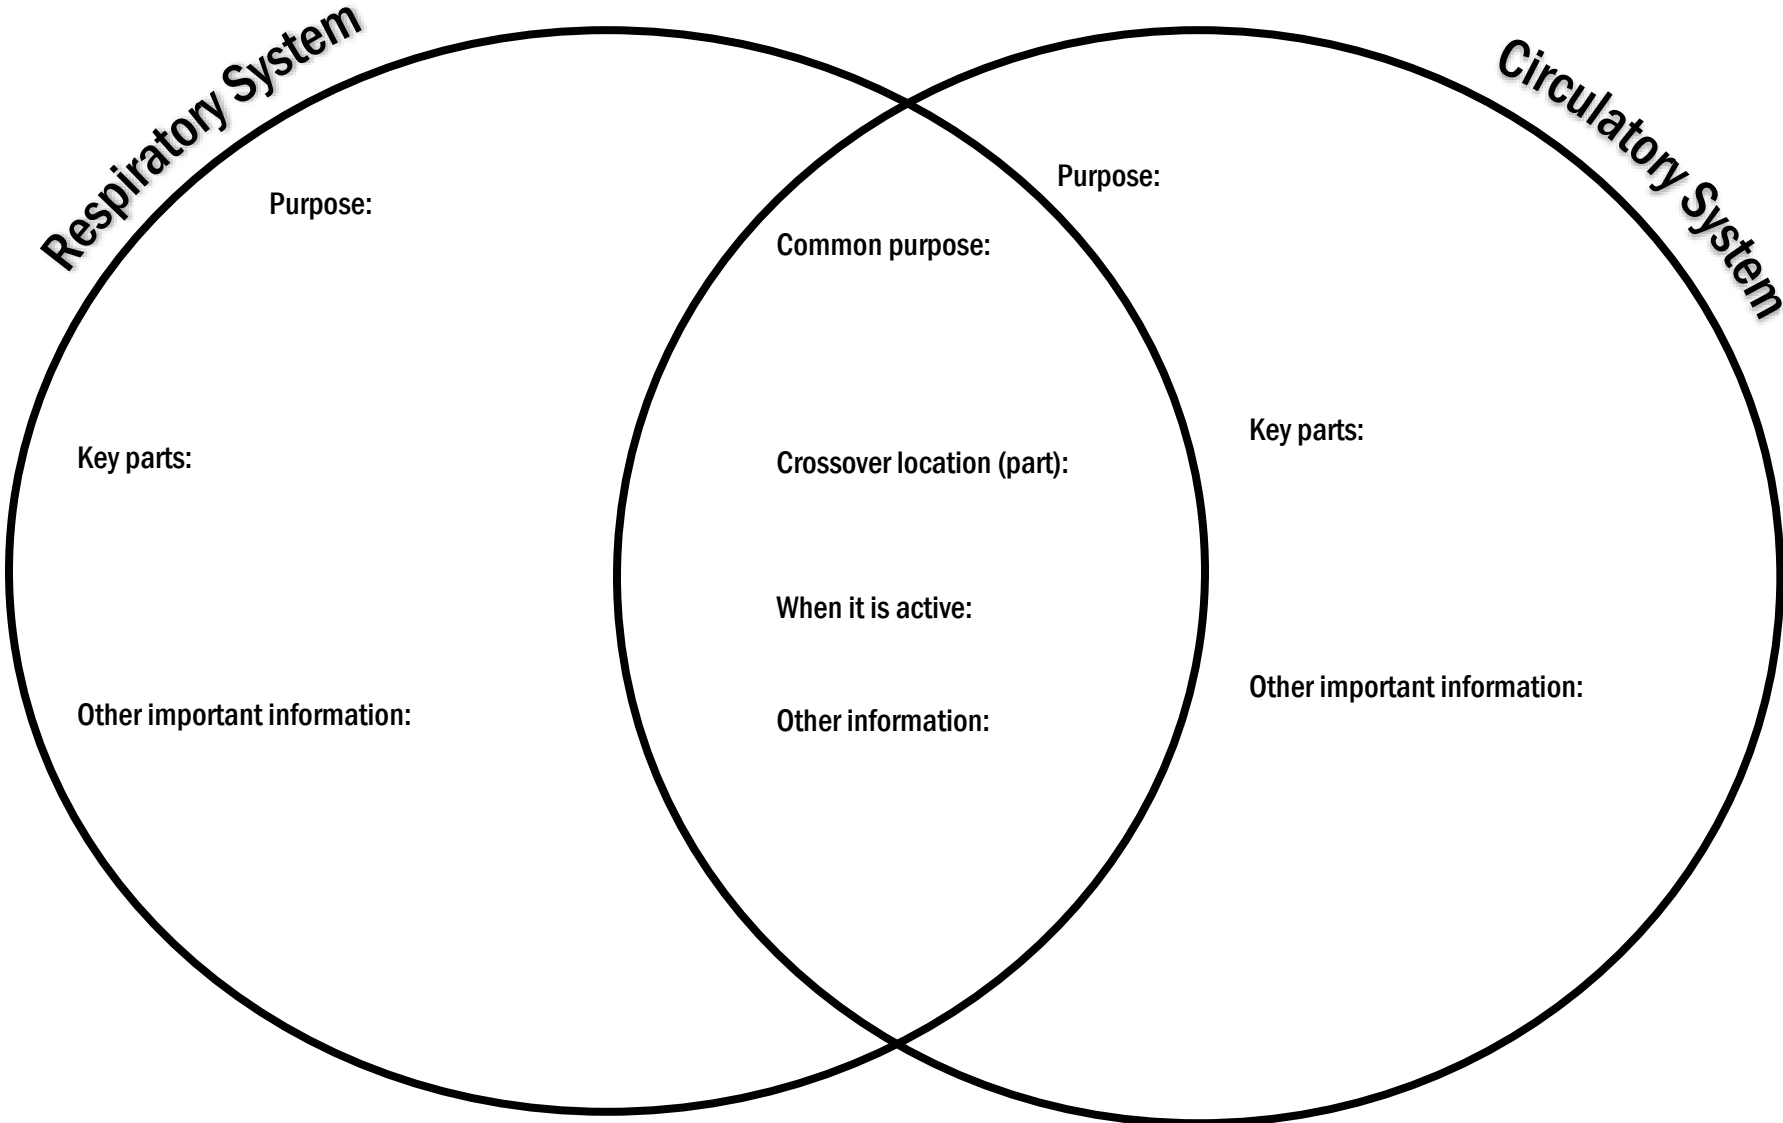 Respiratory System
Purpose:
Key parts:
Other important information:
Common purpose:
Crossover location (part):
When it is active:
Other information:
Circulatory System
Purpose:
Key parts:
Other important information: